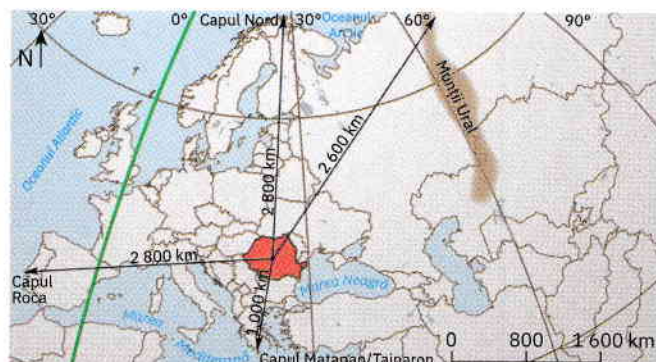 30°
0°
Capul Nord
30°
Oceanul
Arctic
60°
90°
N
Munții Ural
Oceanul Atlantic
2 800 km
2 600 km
2 800 km
Capul
Roca
1 000 km
Marea Neagră
Marea
Mediterană
Capul Matapan/Tainaron
0 800 1 600 km